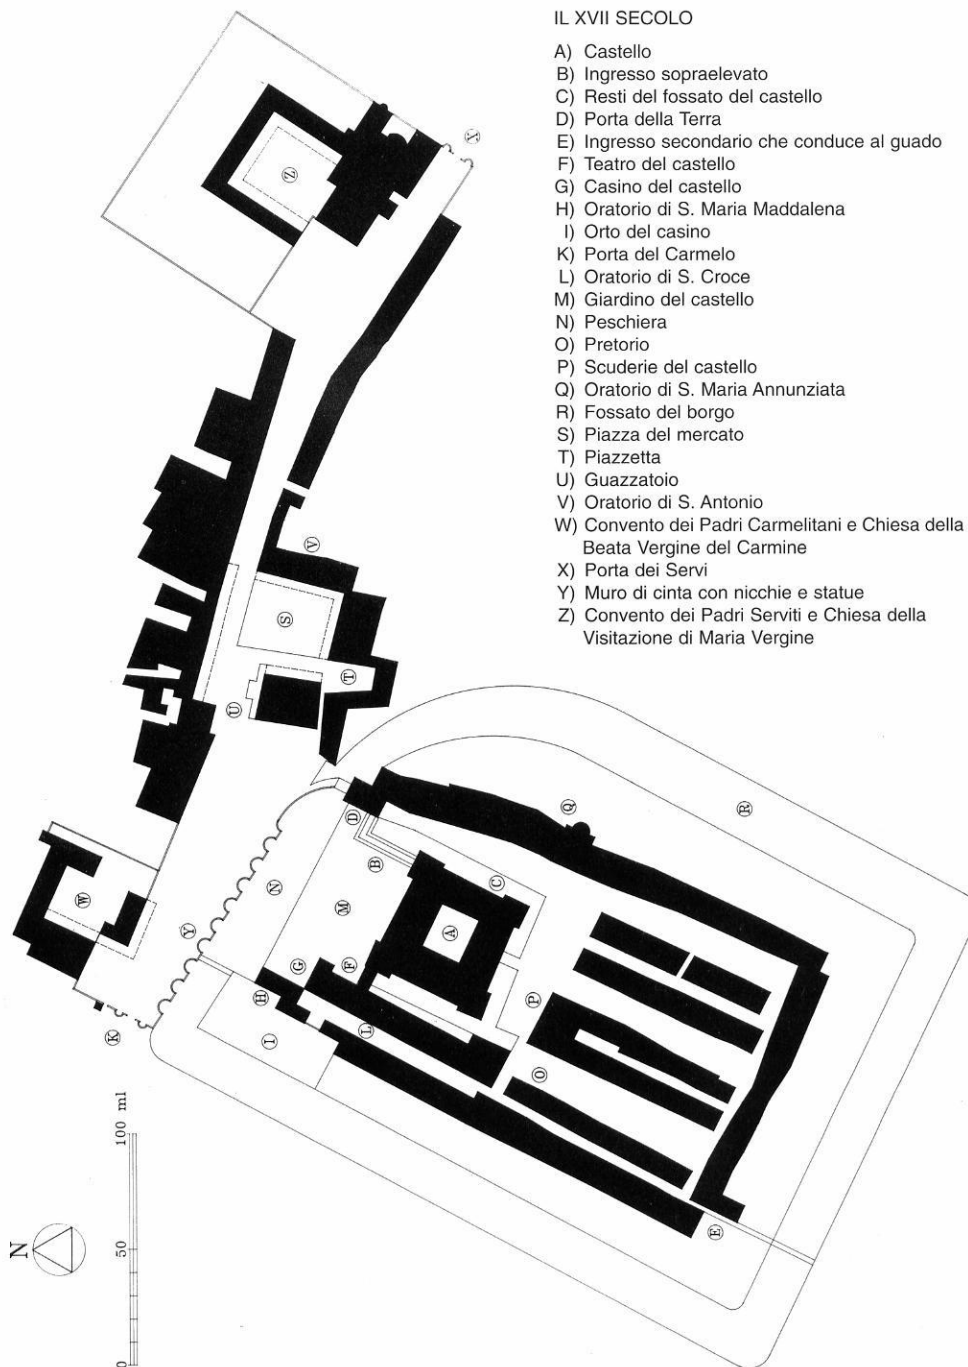 IL XVII SECOLO
A) Castello
B) Ingresso sopraelevato
C) Resti del fossato del castello
D) Porta della Terra
E) Ingresso secondario che conduce al guado
F) Teatro del castello
G) Casino del castello
H) Oratorio di S. Maria Maddalena
I) Orto del casino
K) Porta del Carmelo
L) Oratorio di S. Croce
M) Giardino del castello
N) Peschiera
O) Pretorio
P) Scuderie del castello
Q) Oratorio di S. Maria Annunziata
R) Fossato del borgo
S) Piazza del mercato
T) Piazzetta
U) Guazzatoio
V) Oratorio di S. Antonio
W) Convento dei Padri Carmelitani e Chiesa della
Beata Vergine del Carmine
X) Porta dei Servi
Y) Muro di cinta con nicchie e statue
Z) Convento dei Padri Serviti e Chiesa della
Visitazione di Maria Vergine
X
Z
V
S
T
U
Q
R
D
B
C
W
N
M
A
Y
G
F
H
P
L
I
K
O
E
100 ml
50
0
N